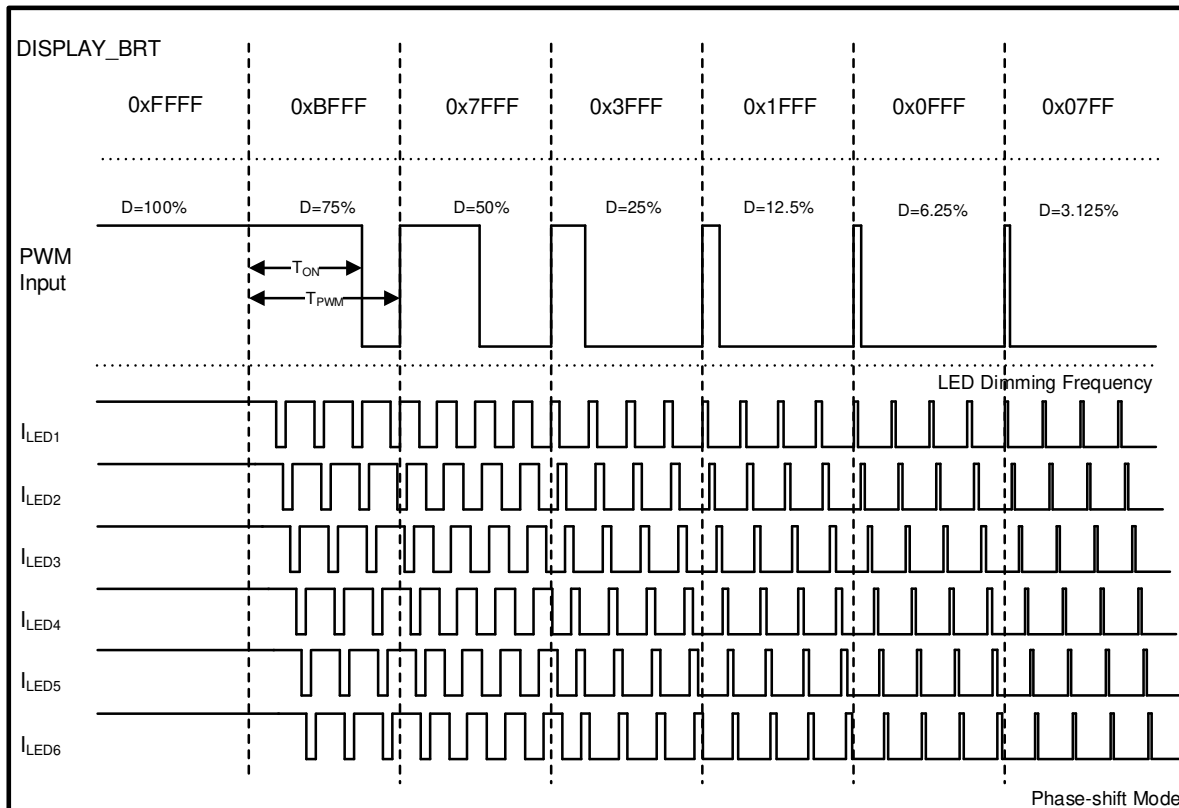 DISPLAY_BRT
0xFFFF 0xBFFF 0x7FFF 0x3FFF 0x1FFF 0x0FFF 0x07FF
D=100% D=75% D=50% D=25% D=12.5% D=6.25% D=3.125%
PWM
Input
TON
TPWM
LED Dimming Frequency
ILED1
ILED2
ILED3
ILED4
ILED5
ILED6
Phase-shift Mode